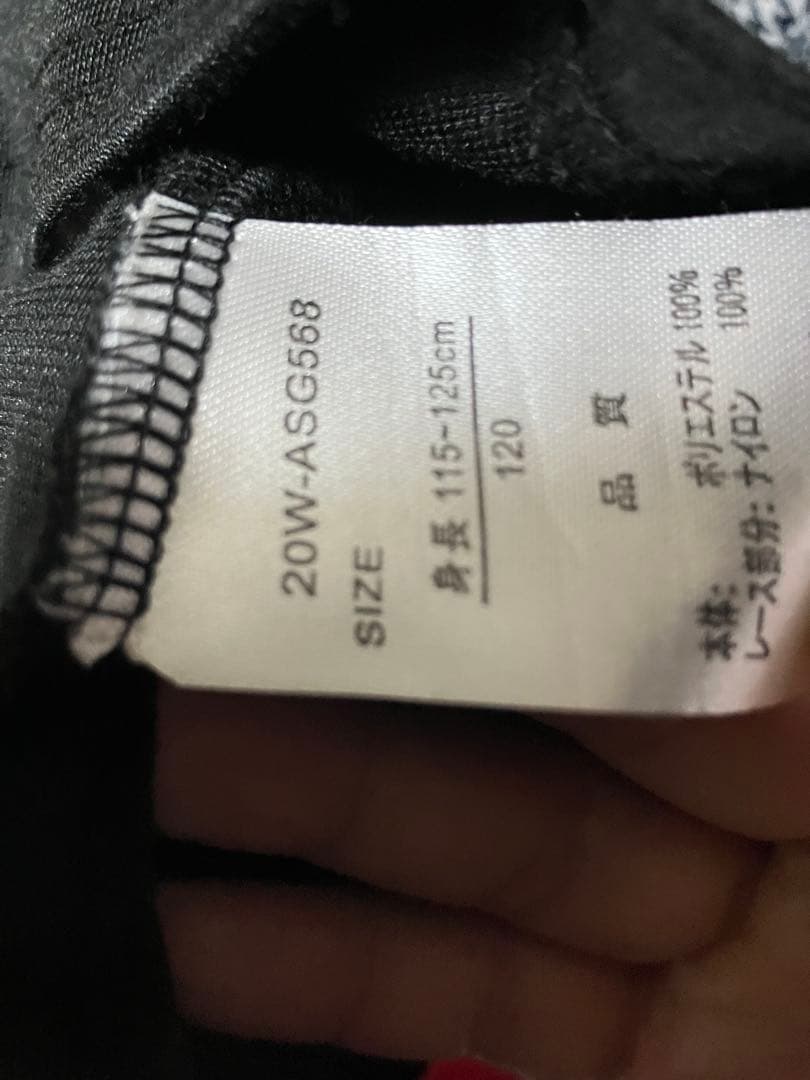 20W-ASG568
SIZE
身長 115~125cm
120
品 質
本体: ポリエステル 100%
レース部分: ナイロン 100%